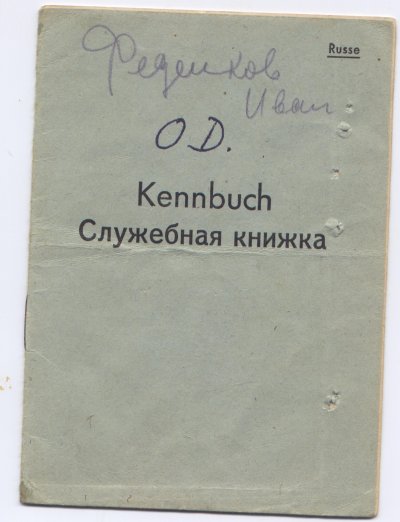 Russe
Феденков
Иван
O.D.
Kennbuch
Служебная книжка